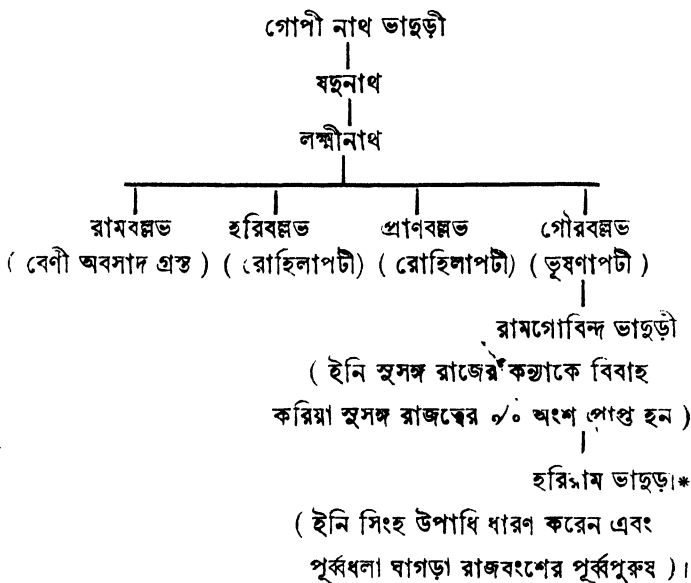 গোপী নাথ ভাদুড়ী
ষদুনাথ
লক্ষ্মীনাথ
রামবল্লভ হরিবল্লভ প্রাণবল্লভ গৌরবল্লভ
( বেণী অবসাদ গ্রস্ত ) ( রোহিলাপটী ) ( রোহিলাপটী ) ( ভূষণাপটী )
রামগোবিন্দ ভাদুড়ী
( ইনি সুসঙ্গ রাজের কন্যাকে বিবাহ
করিয়া সুসঙ্গ রাজত্বের ৵০ অংশ প্রাপ্ত হন )
হরিরাম ভাদুড়ী*
( ইনি সিংহ উপাধি ধারণ করেন এবং
পূর্ব্বধলা ঘাগড়া রাজবংশের পূর্ব্বপুরুষ ) ।